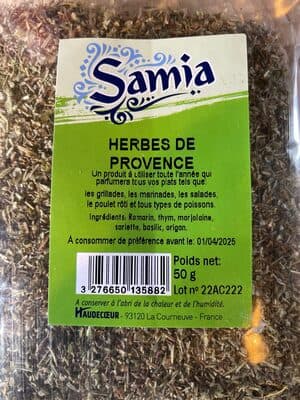 Samia
HERBES DE
PROVENCE
Un produit à utiliser toute l'année qui
parfumera tous vos plats tels que:
les grillades, les marinades, les salades,
le poulet rôti et tous types de poissons.
Ingrédients: Romarin, thym, marjolaine,
sariette, basilic, origan.
A consommer de préférence avant le: 01/04/2025
Poids net:
50 g
3 276650 135882
Lot nº 22AC222
A conserver à l'abri de la chaleur et de l'humidité.
HAUDECŒUR - 93120 La Courneuve - France